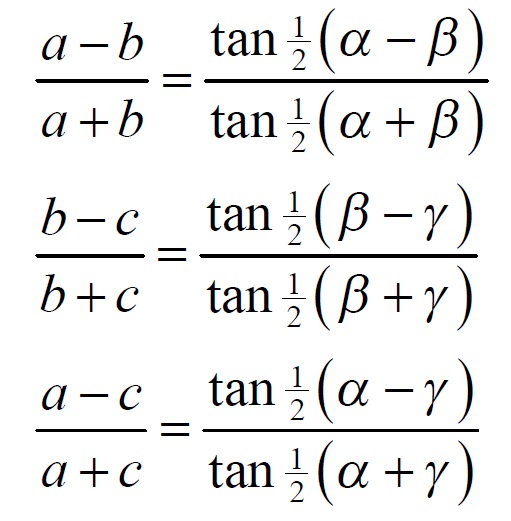 (a − b)/(a + b) = (tan ½(α − β))/(tan ½(α + β))
(b − c)/(b + c) = (tan ½(β − γ))/(tan ½(β + γ))
(a − c)/(a + c) = (tan ½(α − γ))/(tan ½(α + γ))